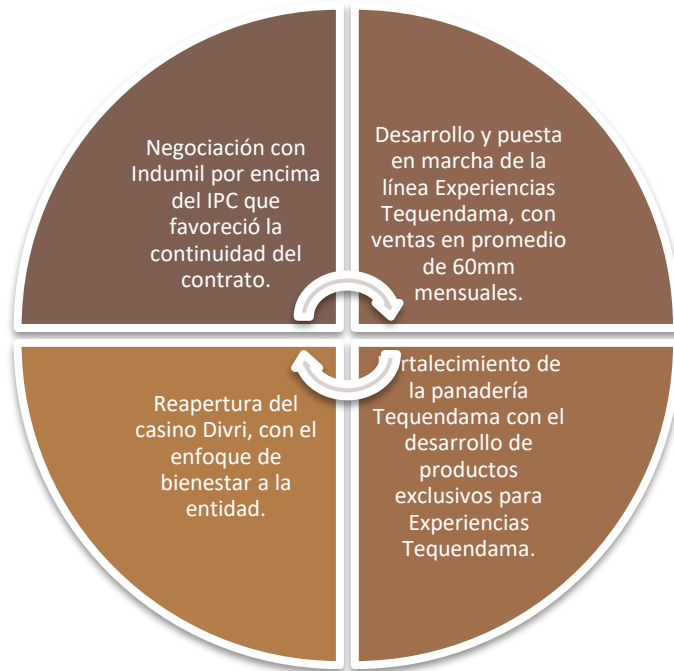 Negociación con
Indumil por encima
del IPC que
favoreció la
continuidad del
contrato.
Desarrollo y puesta
en marcha de la
línea Experiencias
Tequendama, con
ventas en promedio
de 60mm
mensuales.
Reapertura del
casino Divri, con el
enfoque de
bienestar a la
entidad.
Fortalecimiento de
la panadería
Tequendama con el
desarrollo de
productos
exclusivos para
Experiencias
Tequendama.